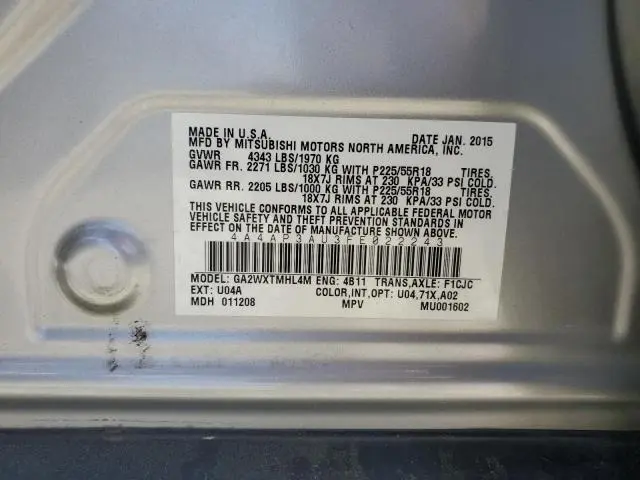 MADE IN U.S.A. DATE JAN. 2015
MFD BY MITSUBISHI MOTORS NORTH AMERICA, INC.
GVWR 4343 LBS/1970 KG
GAWR FR. 2271 LBS/1030 KG WITH P225/55R18 TIRES,
18X7J RIMS AT 230 KPA/33 PSI COLD.
GAWR RR. 2205 LBS/1000 KG WITH P225/55R18 TIRES,
18X7J RIMS AT 230 KPA/33 PSI COLD.
THIS VEHICLE CONFORMS TO ALL APPLICABLE FEDERAL MOTOR
VEHICLE SAFETY AND THEFT PREVENTION STANDARDS IN
EFFECT ON THE DATE OF MANUFACTURE SHOWN ABOVE.
4A4AP3AU3FE022243
MODEL: GA2WXTMHL4M ENG: 4B11 TRANS,AXLE: F1CJC
EXT: U04A COLOR,INT,OPT: U04,71X,A02
MDH 011208 MPV MU001602